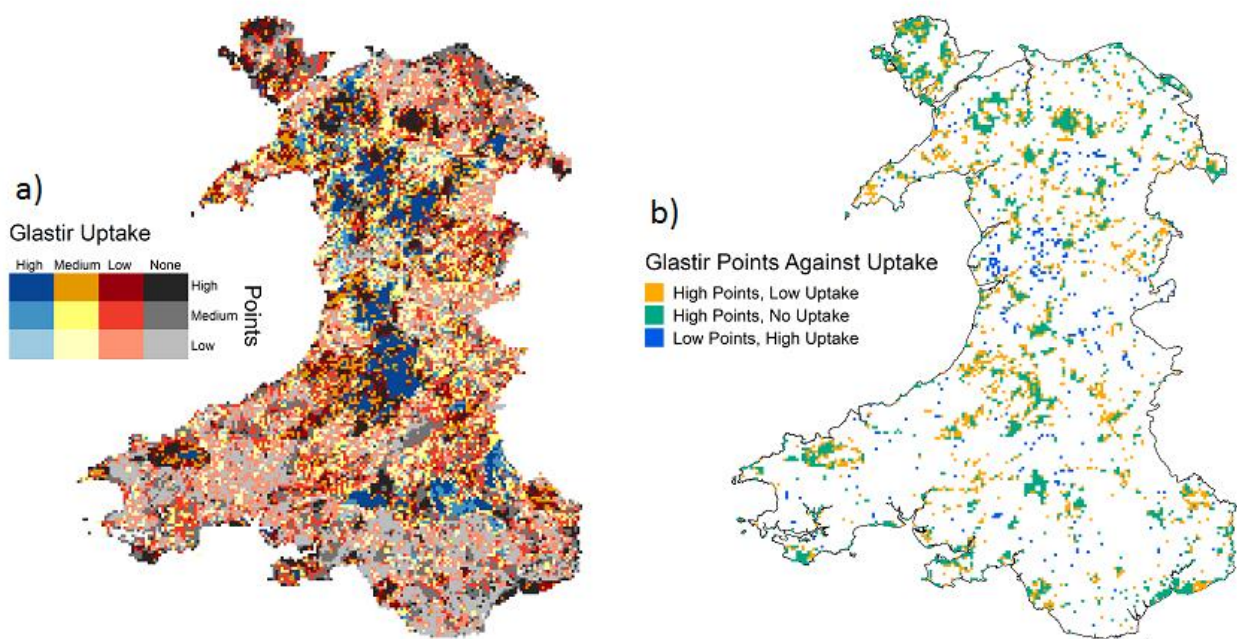 a)
Glastir Uptake
High Medium Low None
High
Medium
Low
Points
b)
Glastir Points Against Uptake
High Points, Low Uptake
High Points, No Uptake
Low Points, High Uptake